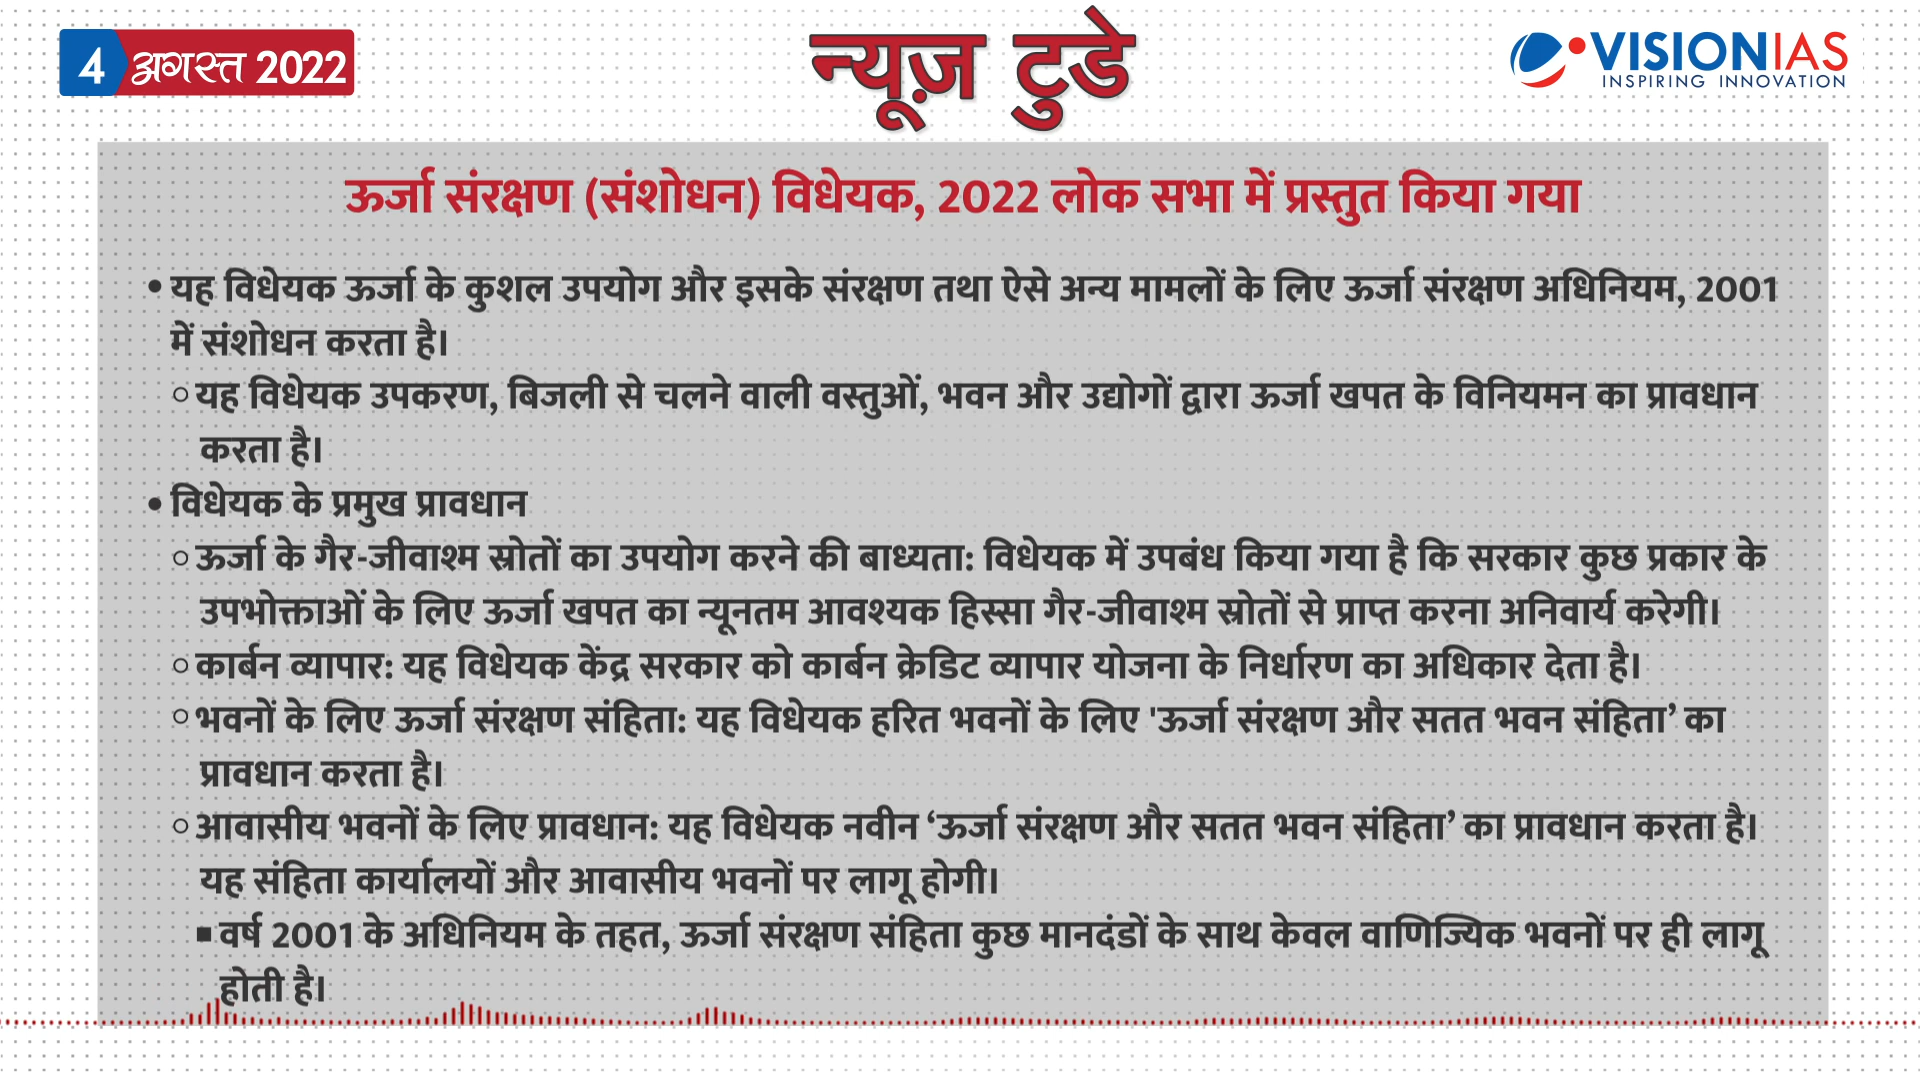 4 अगस्त 2022
न्यूज़ टुडे
VISIONIAS
INSPIRING INNOVATION
ऊर्जा संरक्षण (संशोधन) विधेयक, 2022 लोक सभा में प्रस्तुत किया गया
• यह विधेयक ऊर्जा के कुशल उपयोग और इसके संरक्षण तथा ऐसे अन्य मामलों के लिए ऊर्जा संरक्षण अधिनियम, 2001
में संशोधन करता है।
○ यह विधेयक उपकरण, बिजली से चलने वाली वस्तुओं, भवन और उद्योगों द्वारा ऊर्जा खपत के विनियमन का प्रावधान
करता है।
• विधेयक के प्रमुख प्रावधान
○ ऊर्जा के गैर-जीवाश्म स्रोतों का उपयोग करने की बाध्यता: विधेयक में उपबंध किया गया है कि सरकार कुछ प्रकार के
उपभोक्ताओं के लिए ऊर्जा खपत का न्यूनतम आवश्यक हिस्सा गैर-जीवाश्म स्रोतों से प्राप्त करना अनिवार्य करेगी।
○ कार्बन व्यापार: यह विधेयक केंद्र सरकार को कार्बन क्रेडिट व्यापार योजना के निर्धारण का अधिकार देता है।
○ भवनों के लिए ऊर्जा संरक्षण संहिता: यह विधेयक हरित भवनों के लिए 'ऊर्जा संरक्षण और सतत भवन संहिता’ का
प्रावधान करता है।
○ आवासीय भवनों के लिए प्रावधान: यह विधेयक नवीन ‘ऊर्जा संरक्षण और सतत भवन संहिता’ का प्रावधान करता है।
यह संहिता कार्यालयों और आवासीय भवनों पर लागू होगी।
▪ वर्ष 2001 के अधिनियम के तहत, ऊर्जा संरक्षण संहिता कुछ मानदंडों के साथ केवल वाणिज्यिक भवनों पर ही लागू
होती है।